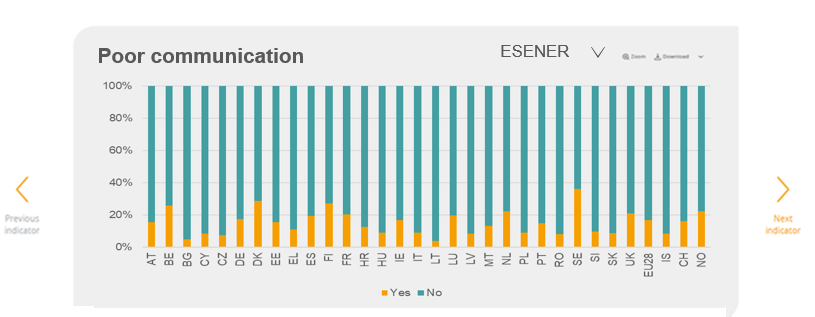 Poor communication
ESENER
Zoom
Download
100%
80%
60%
40%
20%
0%
AT BE BG CY CZ DE DK EE EL ES FI FR HR HU IE IT LT LU LV MT NL PL PT RO SE SI SK UK EU28 IS CH NO
Yes No
Previous
indicator
Next
indicator